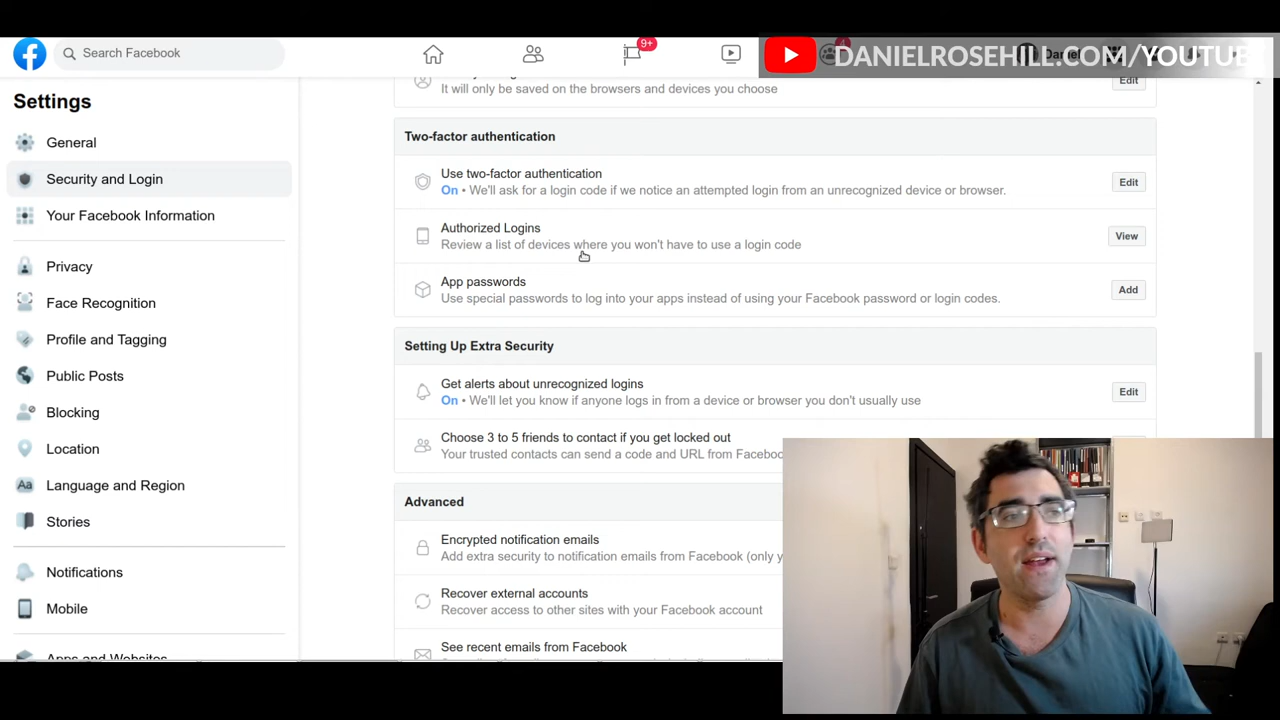 Search Facebook
9+
DANIELROSEHILL.COM/YOUTUBE
Settings
General
Security and Login
Your Facebook Information
Privacy
Face Recognition
Profile and Tagging
Public Posts
Blocking
Location
Aa
Language and Region
Stories
Notifications
Mobile
Apps and Websites
It will only be saved on the browsers and devices you choose
Edit
Two-factor authentication
Use two-factor authentication
On • We'll ask for a login code if we notice an attempted login from an unrecognized device or browser.
Edit
Authorized Logins
Review a list of devices where you won't have to use a login code
View
App passwords
Use special passwords to log into your apps instead of using your Facebook password or login codes.
Add
Setting Up Extra Security
Get alerts about unrecognized logins
On • We'll let you know if anyone logs in from a device or browser you don't usually use
Edit
Choose 3 to 5 friends to contact if you get locked out
Your trusted contacts can send a code and URL from Faceboo
Advanced
Encrypted notification emails
Add extra security to notification emails from Facebook (only y
Recover external accounts
Recover access to other sites with your Facebook account
See recent emails from Facebook